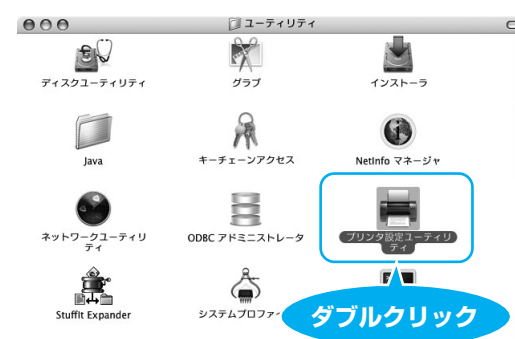 ユーティリティ
ディスクユーティリティ
グラブ
インストーラ
Java
キーチェーンアクセス
NetInfo マネージャ
ネットワークユーティリ
ティ
ODBC アドミニストレータ
プリンタ設定ユーティリ
ティ
StuffIt Expander
システムプロファ
ダブルクリック